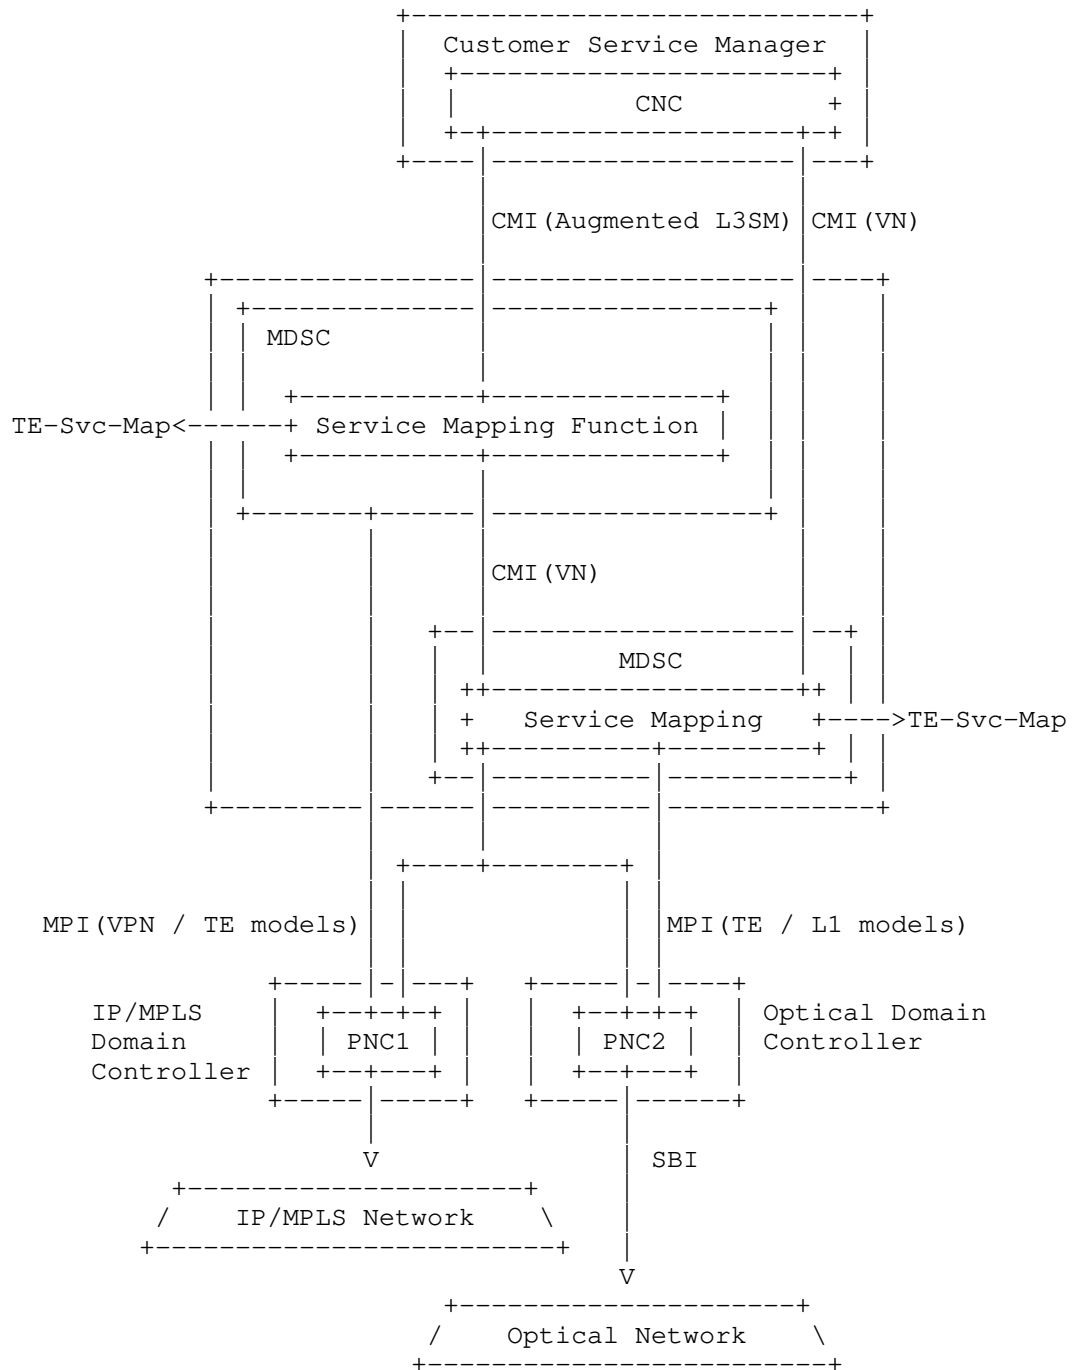 Customer Service Manager
CNC
CMI(Augmented L3SM) CMI(VN)
MDSC
TE-Svc-Map<------+ Service Mapping Function
CMI(VN)
MDSC
Service Mapping +---->TE-Svc-Map
MPI(VPN / TE models) MPI(TE / L1 models)
IP/MPLS Optical Domain
Domain PNC1 PNC2 Controller
Controller
V SBI
IP/MPLS Network
V
Optical Network